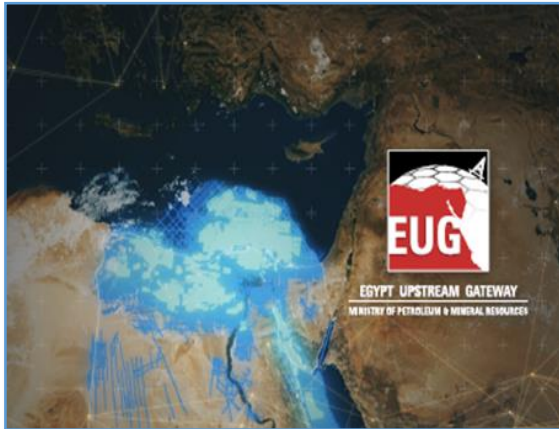 EUG
EGYPT UPSTREAM GATEWAY
MINISTRY OF PETROLEUM & MINERAL RESOURCES